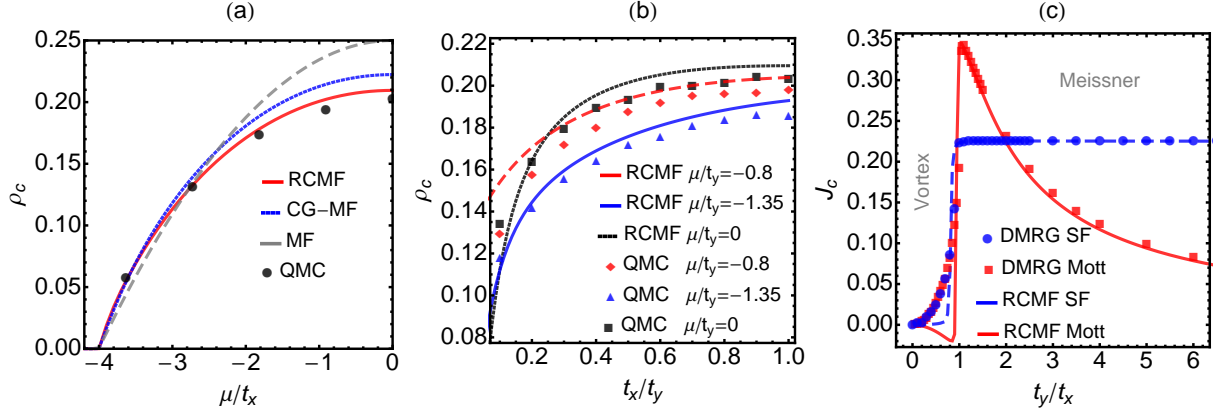 (a)
0.25
0.20
0.15
0.10
0.05
0.00
ρc
−4 −3 −2 −1 0
μ/tx
RCMF
CG−MF
MF
QMC
(b)
0.22
0.20
0.18
0.16
0.14
0.12
0.10
0.08
ρc
0.2 0.4 0.6 0.8 1.0
tx/ty
RCMF μ/ty=−0.8
RCMF μ/ty=−1.35
RCMF μ/ty=0
QMC μ/ty=−0.8
QMC μ/ty=−1.35
QMC μ/ty=0
(c)
0.35
0.30
0.25
0.20
0.15
0.10
0.05
0.00
Jc
0 1 2 3 4 5 6
ty/tx
Vortex
Meissner
DMRG SF
DMRG Mott
RCMF SF
RCMF Mott